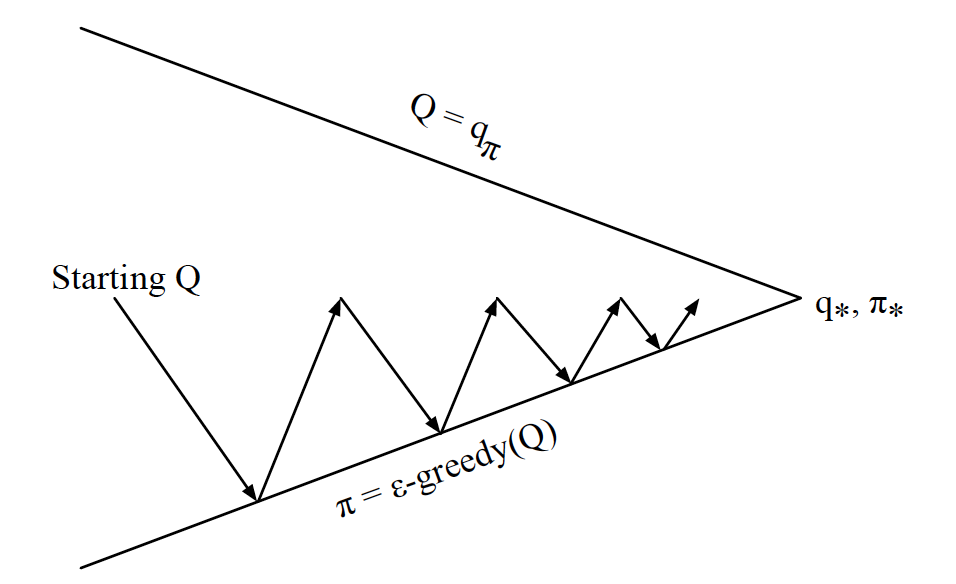 Q = qπ
Starting Q
q*, π*
π = ε-greedy(Q)